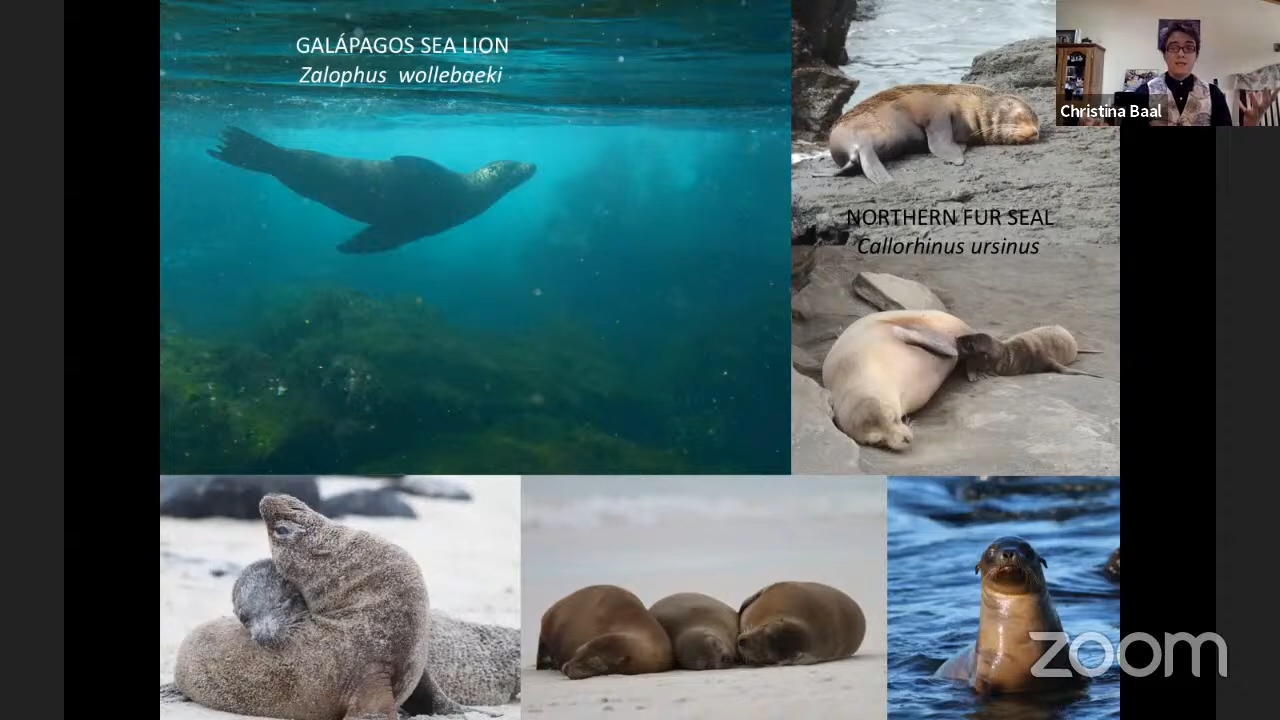 GALÁPAGOS SEA LION
Zalophus wollebaeki
Christina Baal
NORTHERN FUR SEAL
Callorhinus ursinus
zoom